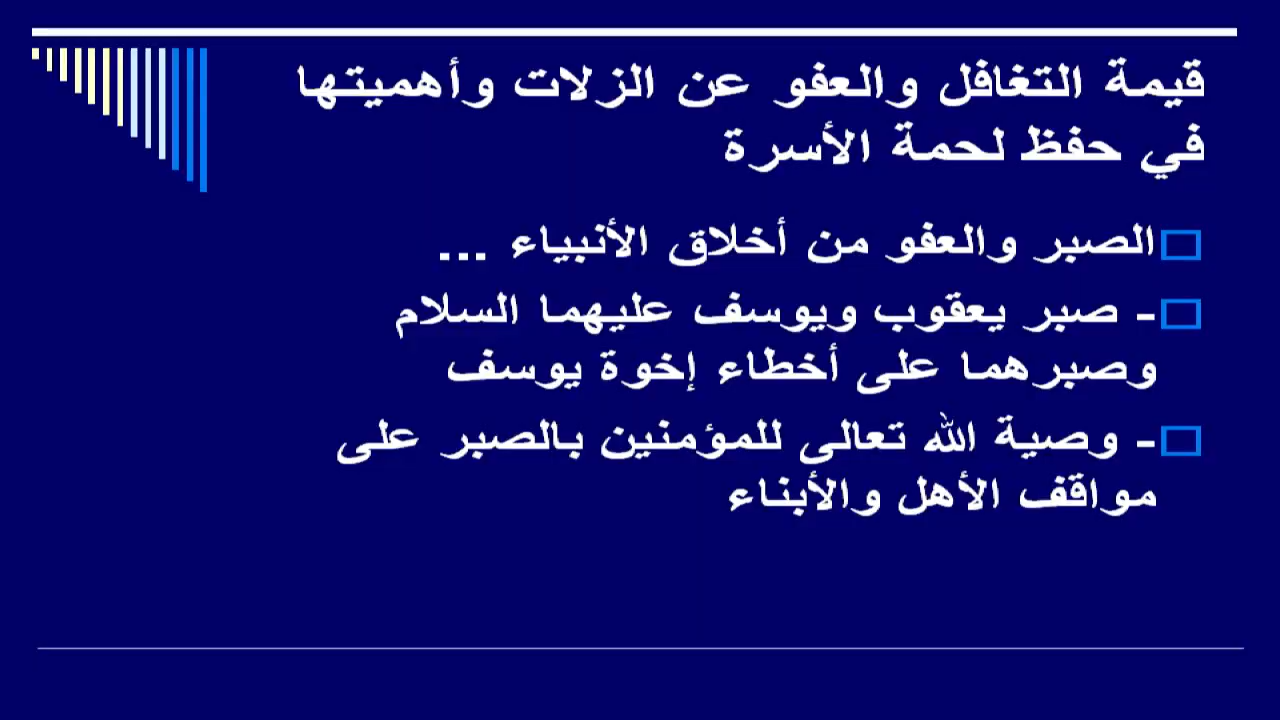 قيمة التغافل والعفو عن الزلات وأهميتها
في حفظ لحمة الأسرة
الصبر والعفو من أخلاق الأنبياء ...
- صبر يعقوب ويوسف عليهما السلام
وصبرهما على أخطاء إخوة يوسف
- وصية الله تعالى للمؤمنين بالصبر على
مواقف الأهل والأبناء